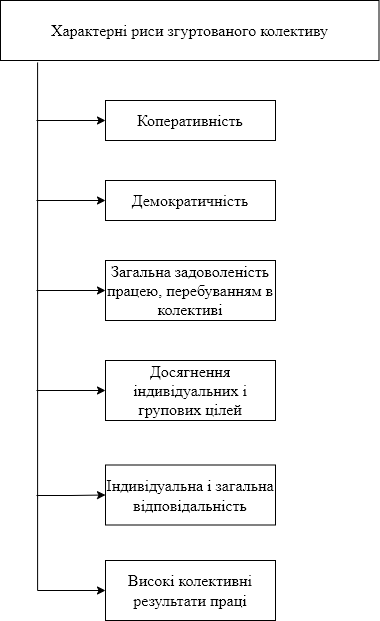 Характерні риси згуртованого колективу
Коперативність
Демократичність
Загальна задоволеність
працею, перебуванням в
колективі
Досягнення
індивідуальних і
групових цілей
Індивідуальна і загальна
відповідальність
Високі колективні
результати праці